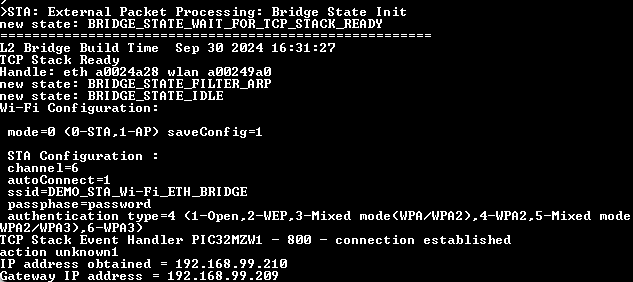 >STA: External Packet Processing: Bridge State Init
new state: BRIDGE_STATE_WAIT_FOR_TCP_STACK_READY
======================================================
L2 Bridge Build Time  Sep 30 2024 16:31:27
TCP Stack Ready
Handle: eth a0024a28 wlan a00249a0
new state: BRIDGE_STATE_FILTER_ARP
new state: BRIDGE_STATE_IDLE
Wi-Fi Configuration:
mode=0 (0-STA,1-AP) saveConfig=1
STA Configuration :
channel=6
autoConnect=1
ssid=DEMO_STA_Wi-Fi_ETH_BRIDGE
passphase=password
authentication type=4 (1-Open,2-WEP,3-Mixed mode(WPA/WPA2),4-WPA2,5-Mixed mode
WPA2/WPA3),6-WPA3)
TCP Stack Event Handler PIC32MZW1 - 800 - connection established
action unknown1
IP address obtained = 192.168.99.210
Gateway IP address = 192.168.99.209